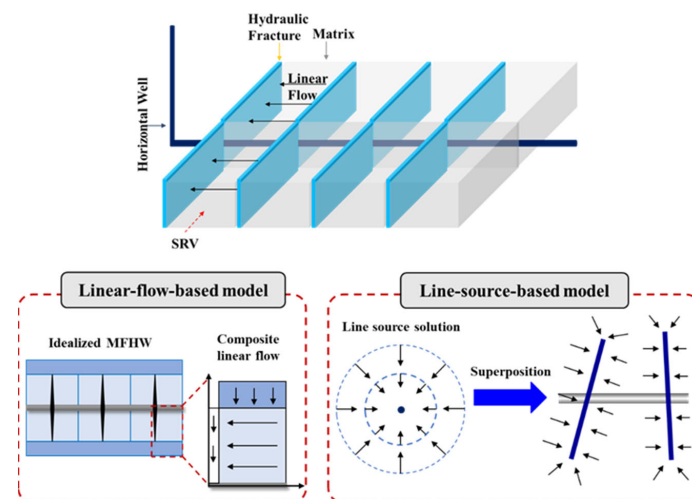 Hydraulic
Fracture
Matrix
Linear
Flow
Horizontal Well
SRV
Linear-flow-based model
Line-source-based model
Idealized MFHW
Composite
linear flow
Line source solution
Superposition